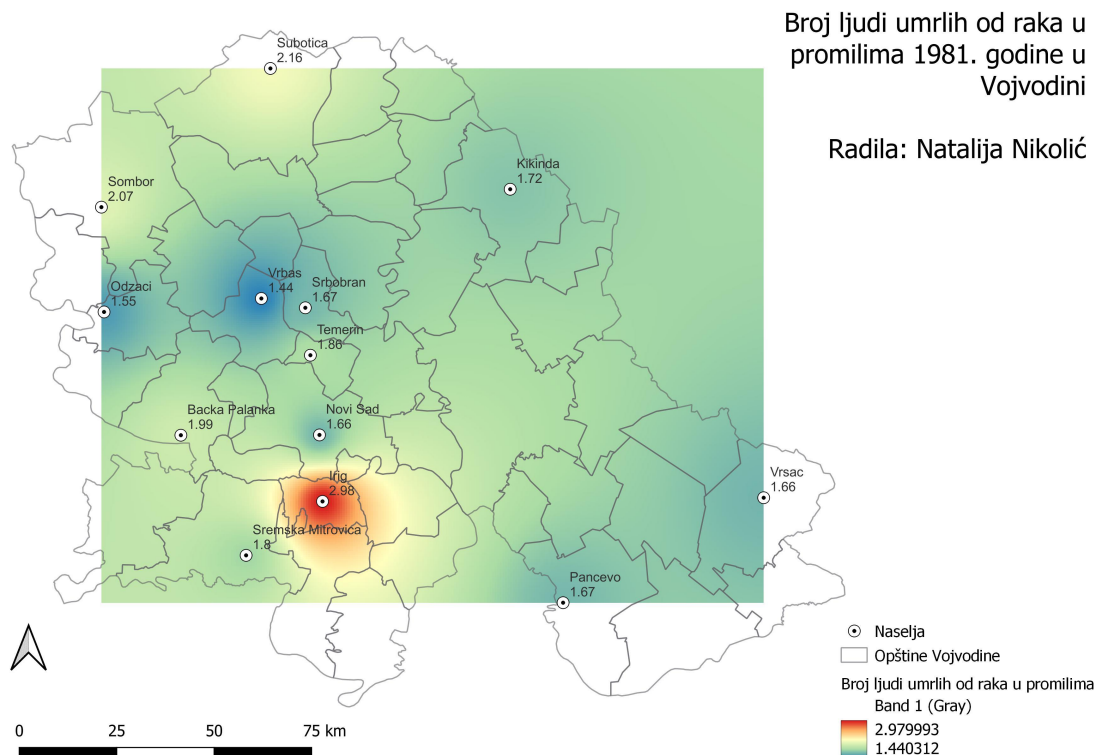 Broj ljudi umrlih od raka u
promilima 1981. godine u
Vojvodini
Radila: Natalija Nikolić
Subotica
2.16
Kikinda
1.72
Sombor
2.07
Vrbas
1.44
Srbobran
1.67
Odzaci
1.55
Temerin
1.86
Backa Palanka
1.99
Novi Sad
1.66
Irig
2.98
Vrsac
1.66
Sremska Mitrovica
1.8
Pancevo
1.67
Naselja
Opštine Vojvodine
Broj ljudi umrlih od raka u promilima
Band 1 (Gray)
2.979993
1.440312
0 25 50 75 km